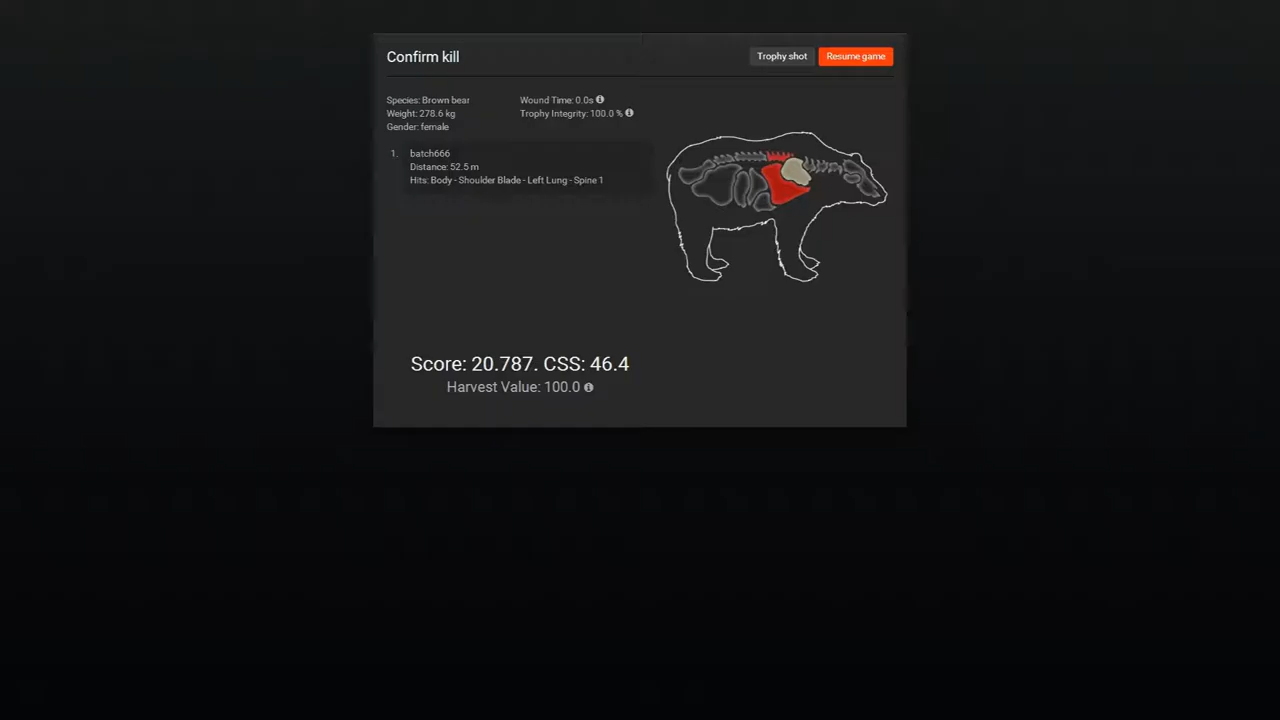 Confirm kill
Trophy shot
Resume game
Species: Brown bear
Weight: 278.6 kg
Gender: female
Wound Time: 0.0s
Trophy Integrity: 100.0 %
1.
batch666
Distance: 52.5 m
Hits: Body - Shoulder Blade - Left Lung - Spine 1
Score: 20.787. CSS: 46.4
Harvest Value: 100.0